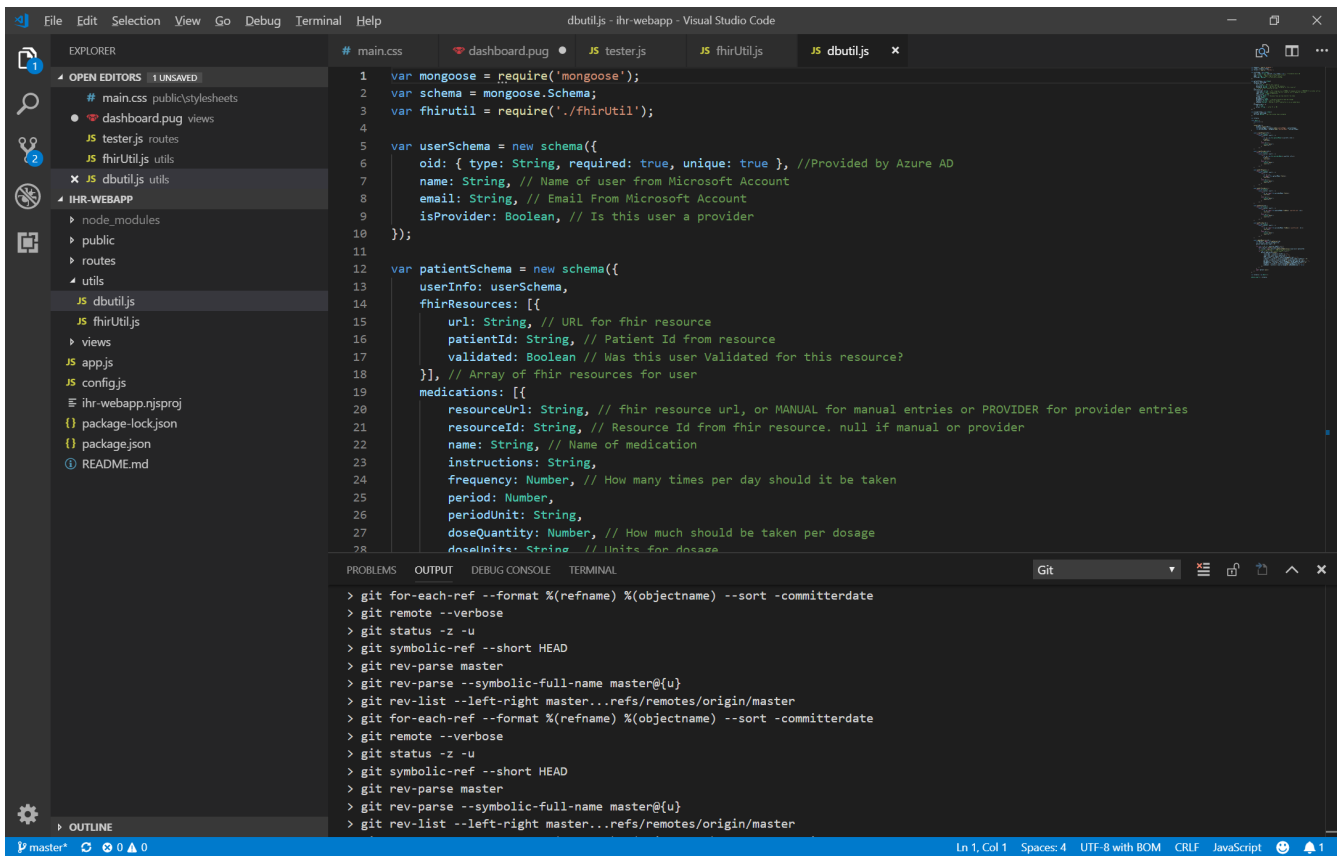 File Edit Selection View Go Debug Terminal Help
dbutil.js - ihr-webapp - Visual Studio Code
EXPLORER
OPEN EDITORS 1 UNSAVED
# main.css public\stylesheets
dashboard.pug views
JS tester.js routes
JS fhirUtil.js utils
JS dbutil.js utils
IHR-WEBAPP
node_modules
public
routes
utils
JS dbutil.js
JS fhirUtil.js
views
JS app.js
JS config.js
ihr-webapp.njsproj
{} package-lock.json
{} package.json
README.md
OUTLINE
1
2
# main.css dashboard.pug JS tester.js JS fhirUtil.js JS dbutil.js
1 var mongoose = require('mongoose');
2 var schema = mongoose.Schema;
3 var fhirutil = require('./fhirUtil');
4
5 var userSchema = new schema({
6 oid: { type: String, required: true, unique: true }, //Provided by Azure AD
7 name: String, // Name of user from Microsoft Account
8 email: String, // Email From Microsoft Account
9 isProvider: Boolean, // Is this user a provider
10 });
11
12 var patientSchema = new schema({
13 userInfo: userSchema,
14 fhirResources: [{
15 url: String, // URL for fhir resource
16 patientId: String, // Patient Id from resource
17 validated: Boolean // Was this user Validated for this resource?
18 }], // Array of fhir resources for user
19 medications: [{
20 resourceUrl: String, // fhir resource url, or MANUAL for manual entries or PROVIDER for provider entries
21 resourceId: String, // Resource Id from fhir resource. null if manual or provider
22 name: String, // Name of medication
23 instructions: String,
24 frequency: Number, // How many times per day should it be taken
25 period: Number,
26 periodUnit: String,
27 doseQuantity: Number, // How much should be taken per dosage
28 doseUnits: String, // Units for dosage
PROBLEMS OUTPUT DEBUG CONSOLE TERMINAL
Git
> git for-each-ref --format %(refname) %(objectname) --sort -committerdate
> git remote --verbose
> git status -z -u
> git symbolic-ref --short HEAD
> git rev-parse master
> git rev-parse --symbolic-full-name master@{u}
> git rev-list --left-right master...refs/remotes/origin/master
> git for-each-ref --format %(refname) %(objectname) --sort -committerdate
> git remote --verbose
> git status -z -u
> git symbolic-ref --short HEAD
> git rev-parse master
> git rev-parse --symbolic-full-name master@{u}
> git rev-list --left-right master...refs/remotes/origin/master
master* 0 0
Ln 1, Col 1 Spaces: 4 UTF-8 with BOM CRLF JavaScript 1